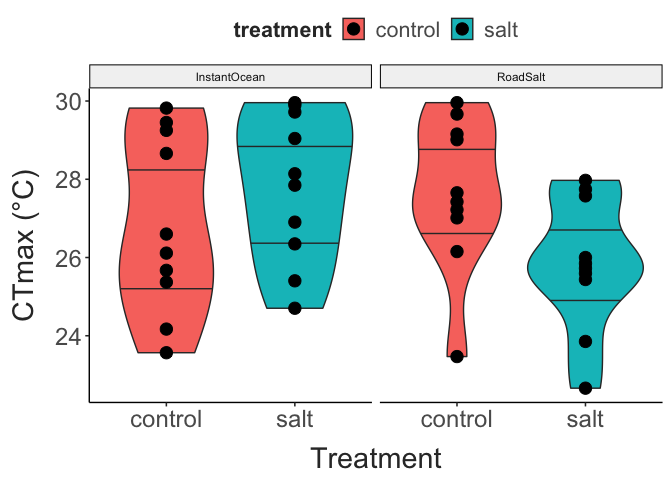 treatment control salt
InstantOcean RoadSalt
CTmax (°C)
30
28
26
24
control salt control salt
Treatment